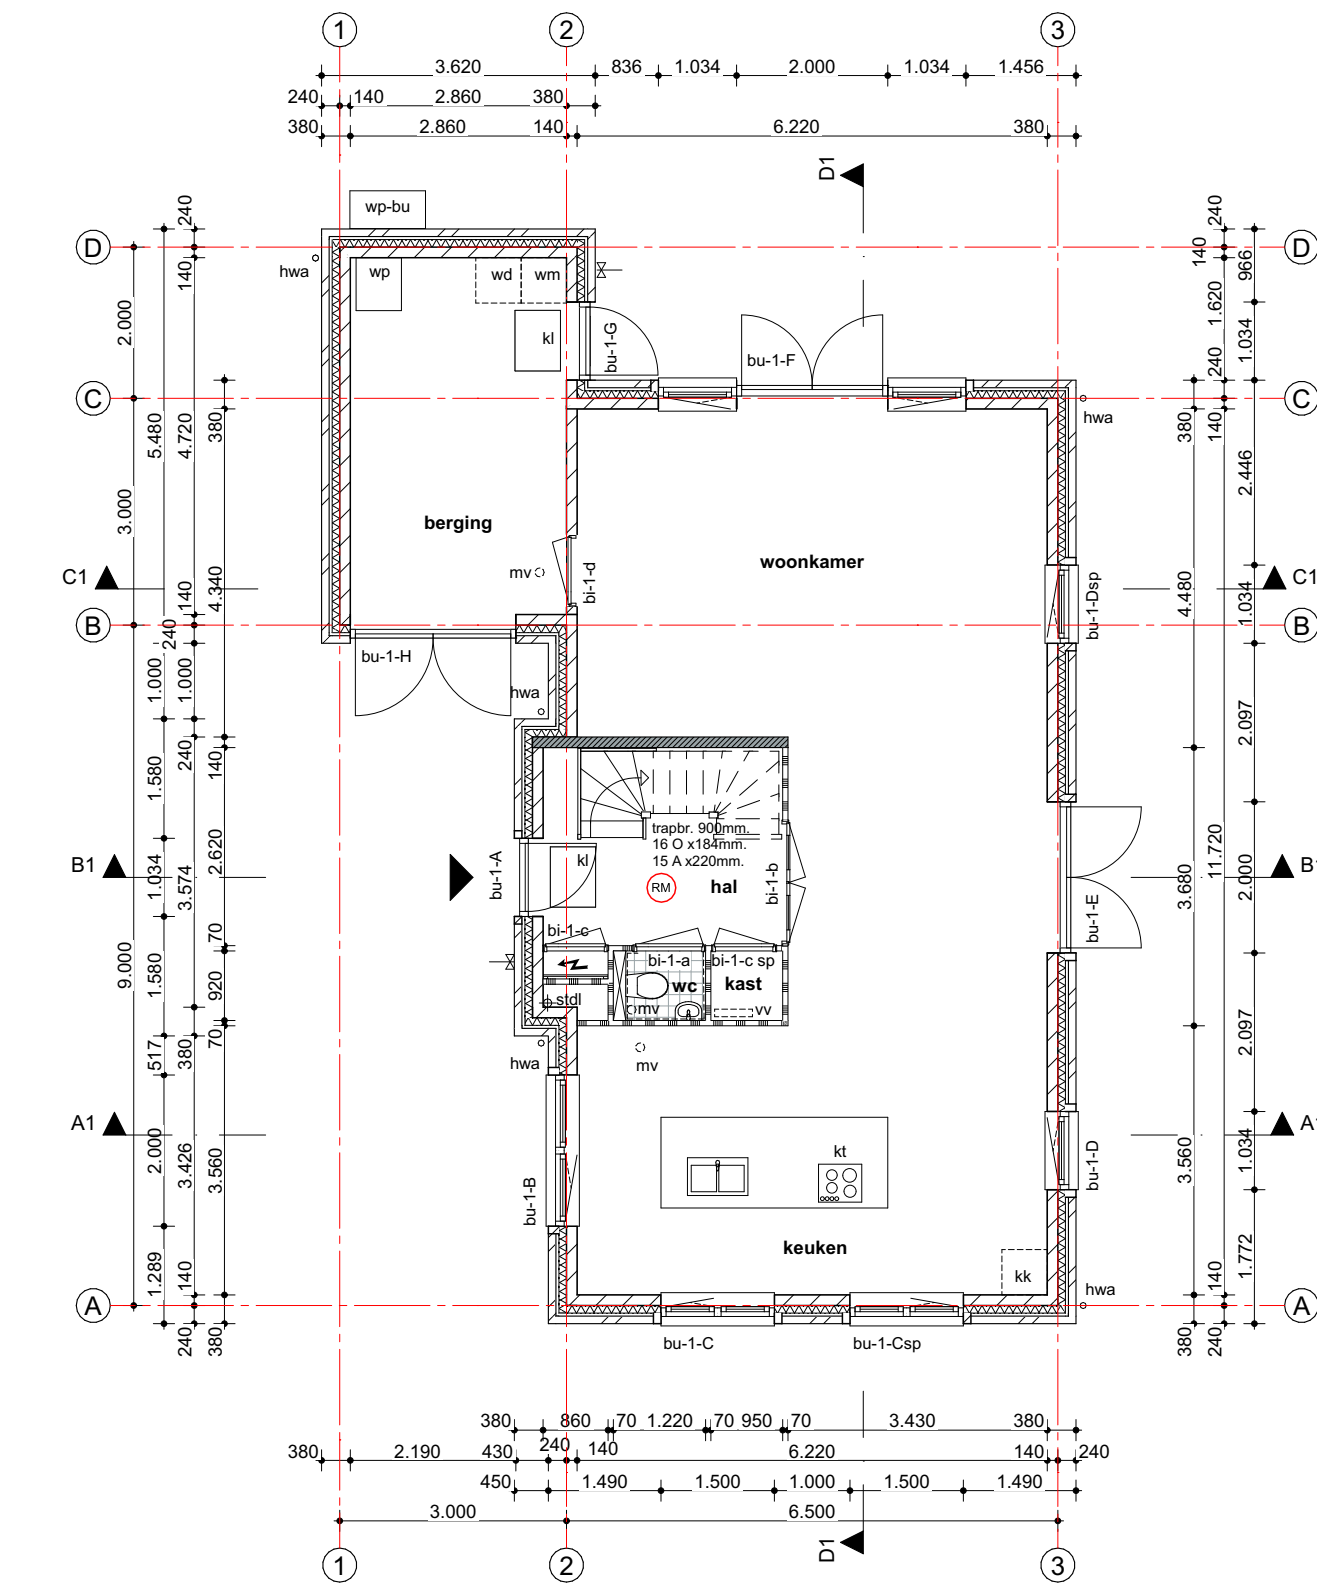 1 2 3
3.620 836 1.034 2.000 1.034 1.456
240 140 2.860 380
380 2.860 140 6.220 380
D1
wp-bu
240
240
D
D
hwa
wp
wd
wm
140
140
966
2.000
1.620
1.034
kl
bu-1-G
bu-1-F
240
C
C
hwa
380
380
140
5.480
4.720
3.000
2.446
berging
woonkamer
C1
C1
mv
bi-1-d
4.340
4.480
1.034
bu-1-Dsp
140
B
B
240
bu-1-H
1.000
1.000
hwa
2.097
240
140
1.580
trapbr. 900mm.
16 O x184mm.
15 A x220mm.
B1
B1
1.034
2.620
3.574
bu-1-A
kl
RM
hal
bi-1-b
3.680
11.720
2.000
bu-1-E
bi-1-c
70
bi-1-a
bi-1-c sp
9.000
1.580
920
wc
kast
stdl
mv
vv
70
517
380
hwa
mv
2.097
A1
A1
2.000
3.426
3.560
kt
bu-1-B
3.560
1.034
bu-1-D
keuken
kk
1.289
140
140
1.772
hwa
A
A
240
380
380
240
bu-1-C
bu-1-Csp
380 860 70 1.220 70 950 70 3.430 380
380 2.190 430 240 140 6.220 140 240
450 1.490 1.500 1.000 1.500 1.490
3.000 6.500
D1
1 2 3